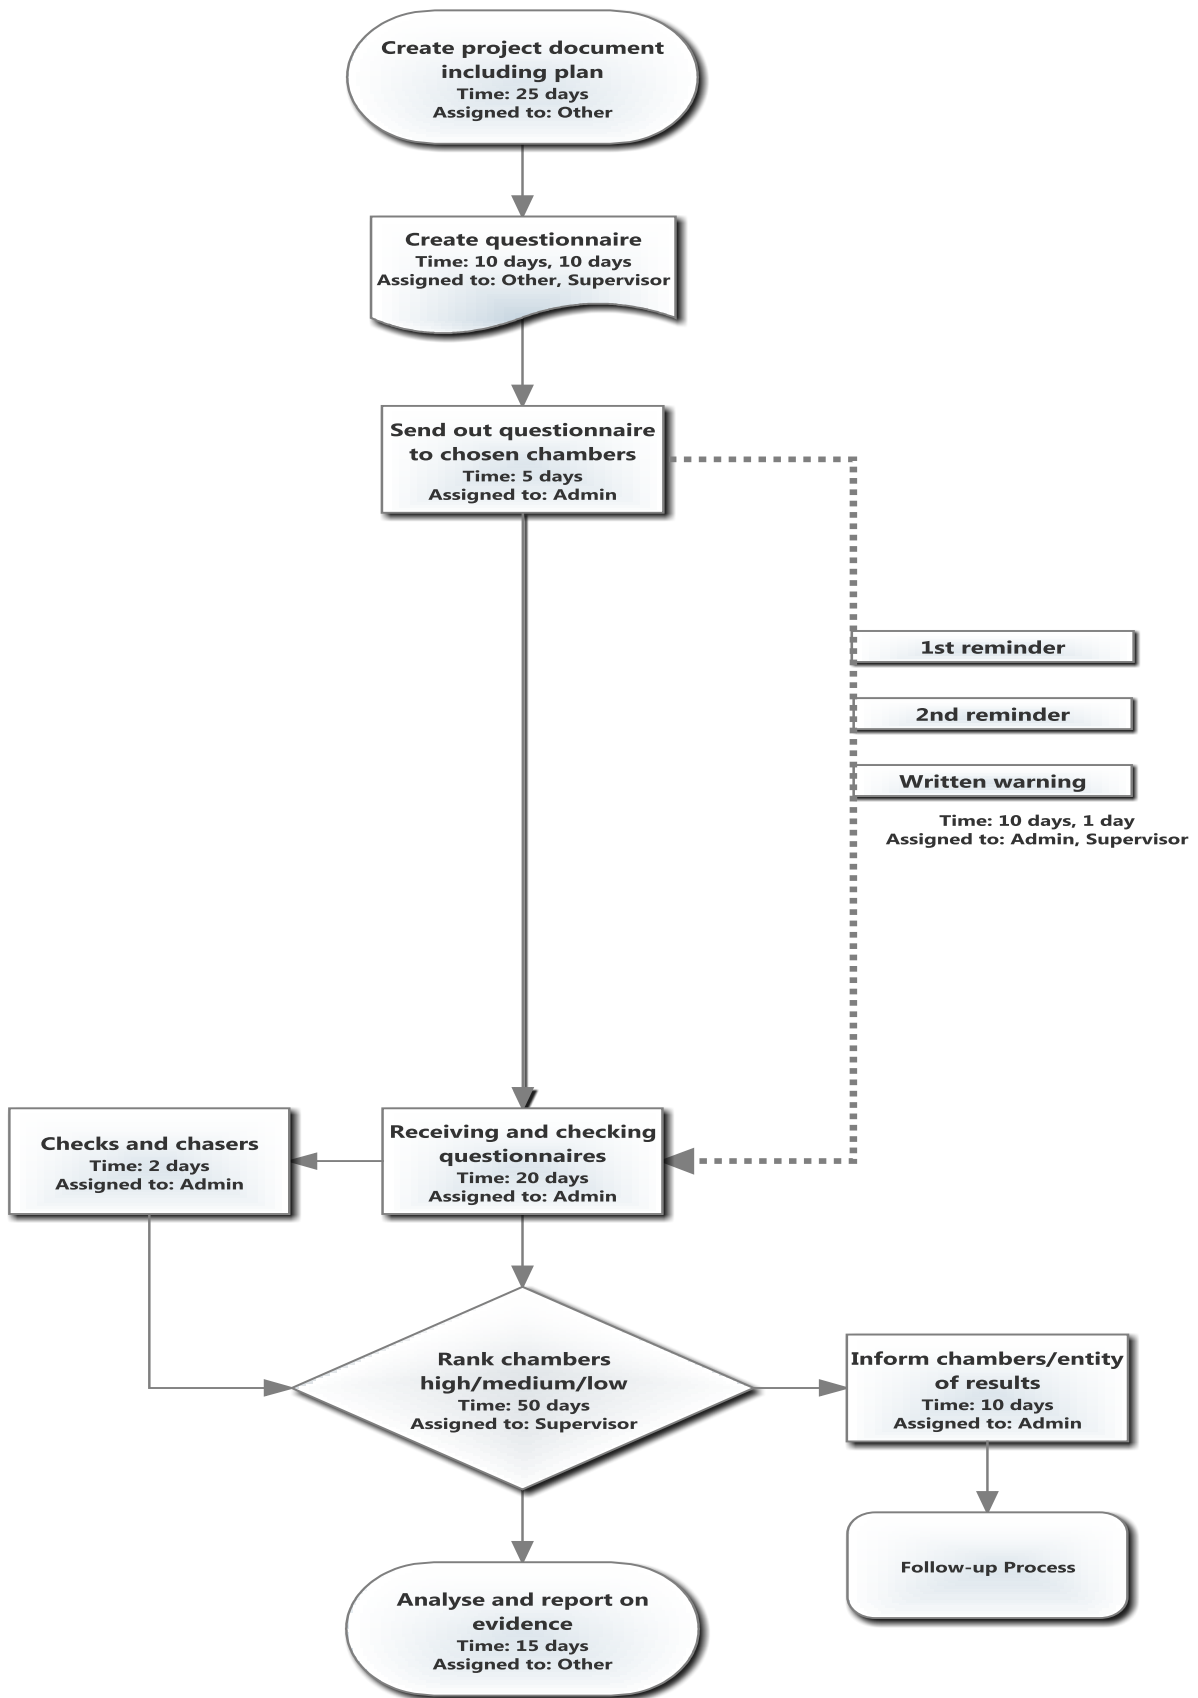 Create project document
including plan
Time: 25 days
Assigned to: Other
Create questionnaire
Time: 10 days, 10 days
Assigned to: Other, Supervisor
Send out questionnaire
to chosen chambers
Time: 5 days
Assigned to: Admin
1st reminder
2nd reminder
Written warning
Time: 10 days, 1 day
Assigned to: Admin, Supervisor
Checks and chasers
Time: 2 days
Assigned to: Admin
Receiving and checking
questionnaires
Time: 20 days
Assigned to: Admin
Rank chambers
high/medium/low
Time: 50 days
Assigned to: Supervisor
Inform chambers/entity
of results
Time: 10 days
Assigned to: Admin
Follow-up Process
Analyse and report on
evidence
Time: 15 days
Assigned to: Other